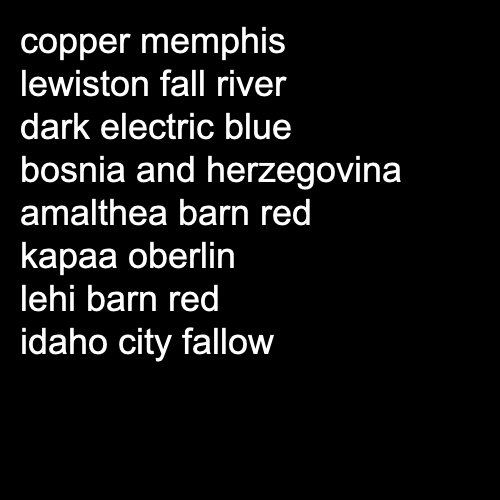 copper memphis
lewiston fall river
dark electric blue
bosnia and herzegovina
amalthea barn red
kapaa oberlin
lehi barn red
idaho city fallow